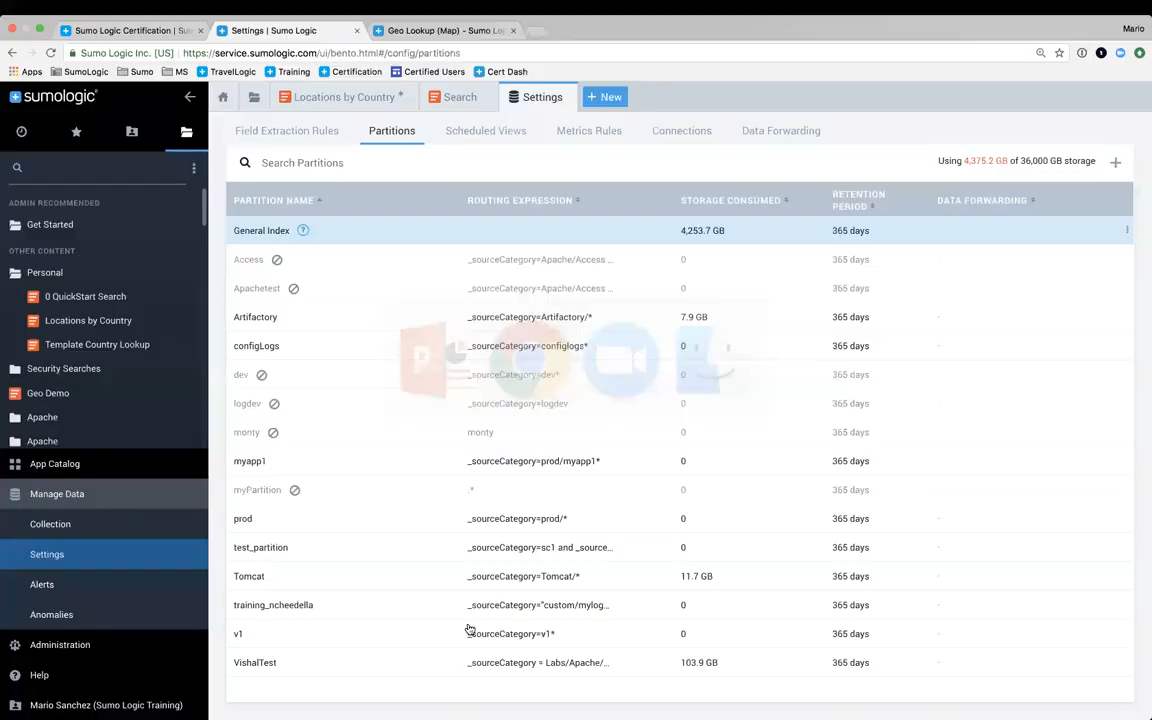 Sumo Logic Certification | Su
Settings | Sumo Logic
Geo Lookup (Map) - Sumo Lo
Mario
Sumo Logic Inc. [US] | https://service.sumologic.com/ui/bento.html#/config/partitions
Apps SumoLogic Sumo MS TravelLogic Training Certification Certified Users Cert Dash
sumologic
Locations by Country *
Search
Settings
+ New
Field Extraction Rules Partitions Scheduled Views Metrics Rules Connections Data Forwarding
Search Partitions
Using 4,375.2 GB of 36,000 GB storage
PARTITION NAME ROUTING EXPRESSION STORAGE CONSUMED RETENTION PERIOD DATA FORWARDING
General Index 4,253.7 GB 365 days
Access _sourceCategory=Apache/Access ... 0 365 days -
Apachetest _sourceCategory=Apache/Access ... 0 365 days -
Artifactory _sourceCategory=Artifactory/* 7.9 GB 365 days -
configLogs _sourceCategory=configlogs* 0 365 days -
dev _sourceCategory=dev* 0 365 days -
logdev _sourceCategory=logdev 0 365 days -
monty monty 0 365 days -
myapp1 _sourceCategory=prod/myapp1* 0 365 days -
myPartition .* 0 365 days -
prod _sourceCategory=prod/* 0 365 days -
test_partition _sourceCategory=sc1 and _source... 0 365 days -
Tomcat _sourceCategory=Tomcat/* 11.7 GB 365 days -
training_ncheedella _sourceCategory="custom/mylog... 0 365 days -
v1 _sourceCategory=v1* 0 365 days -
VishalTest _sourceCategory = Labs/Apache/... 103.9 GB 365 days -
ADMIN RECOMMENDED
Get Started
OTHER CONTENT
Personal
0 QuickStart Search
Locations by Country
Template Country Lookup
Security Searches
Geo Demo
Apache
Apache
App Catalog
Manage Data
Collection
Settings
Alerts
Anomalies
Administration
Help
Mario Sanchez (Sumo Logic Training)